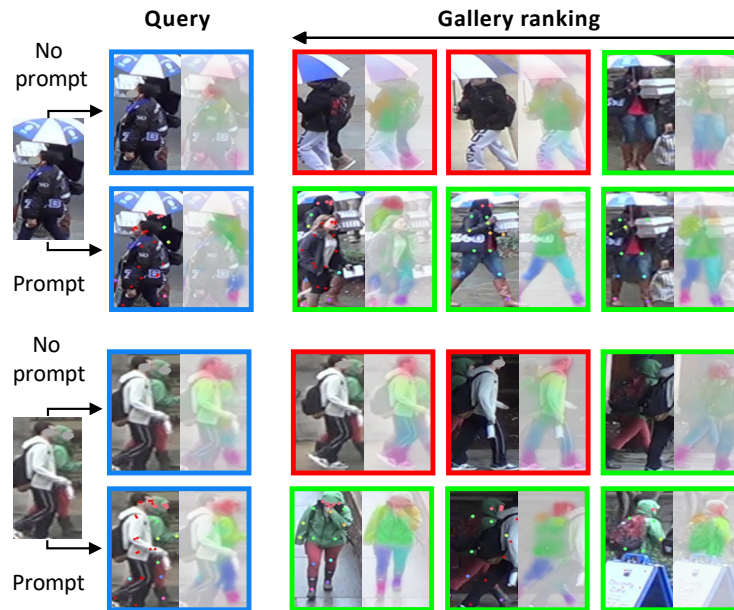 Query
Gallery ranking
No
prompt
Prompt
No
prompt
Prompt